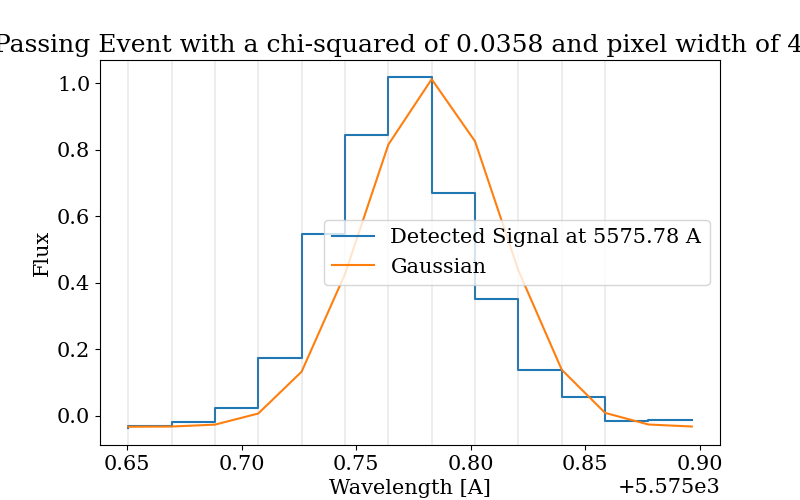 Passing Event with a chi-squared of 0.0358 and pixel width of 4
1.0
0.8
0.6
0.4
0.2
0.0
Flux
Detected Signal at 5575.78 A
Gaussian
0.65 0.70 0.75 0.80 0.85 0.90
Wavelength [A]
+5.575e3